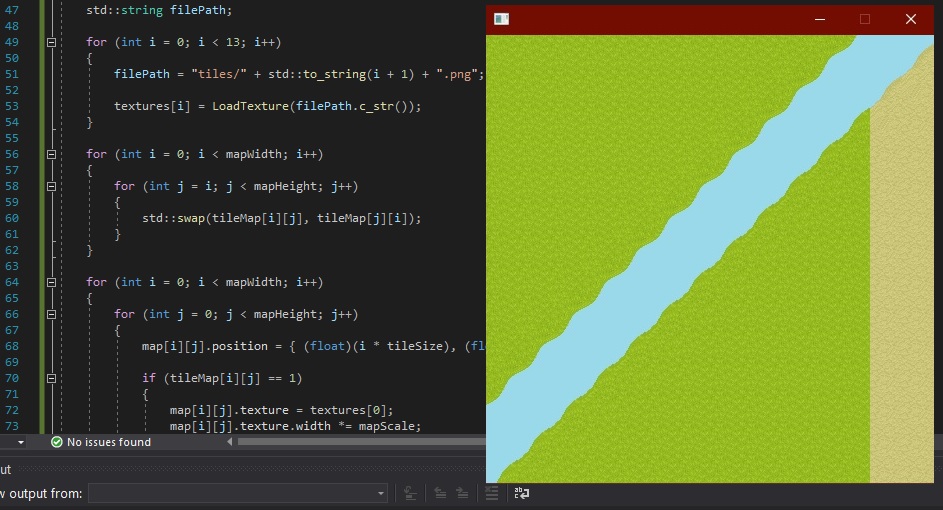 47 std::string filePath;
48
49 for (int i = 0; i < 13; i++)
50 {
51 filePath = "tiles/" + std::to_string(i + 1) + ".png";
52
53 textures[i] = LoadTexture(filePath.c_str());
54 }
55
56 for (int i = 0; i < mapWidth; i++)
57 {
58 for (int j = i; j < mapHeight; j++)
59 {
60 std::swap(tileMap[i][j], tileMap[j][i]);
61 }
62 }
63
64 for (int i = 0; i < mapWidth; i++)
65 {
66 for (int j = 0; j < mapHeight; j++)
67 {
68 map[i][j].position = { (float)(i * tileSize), (flo
69
70 if (tileMap[i][j] == 1)
71 {
72 map[i][j].texture = textures[0];
73 map[i][j].texture.width *= mapScale;
No issues found
ut
w output from:
ab
c